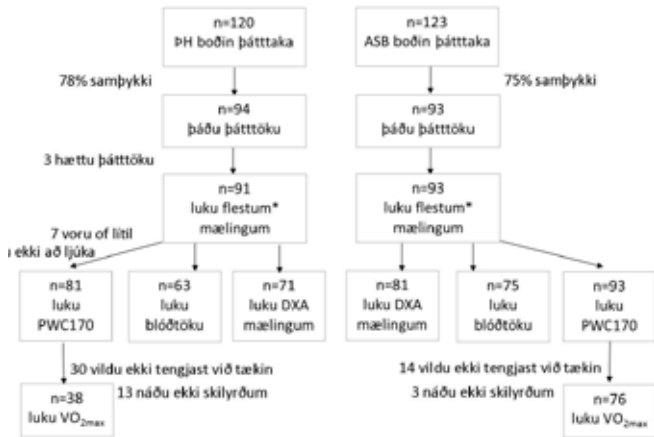 n=120
ÞH boðin þátttaka
n=123
ASB boðin þátttaka
78% samþykki
75% samþykki
n=94
þáðu þátttöku
n=93
þáðu þátttöku
3 hættu þátttöku
n=91
luku flestum*
mælingum
n=93
luku flestum*
mælingum
7 voru of lítil
ekki að ljúka
n=81
luku
PWC170
n=63
luku
blóðtöku
n=71
luku DXA
mælingum
n=81
luku DXA
mælingum
n=75
luku
blóðtöku
n=93
luku
PWC170
30 vildu ekki tengjast við tækin
13 náðu ekki skilyrðum
14 vildu ekki tengjast við tækin
3 náðu ekki skilyrðum
n=38
luku VO2max
n=76
luku VO2max